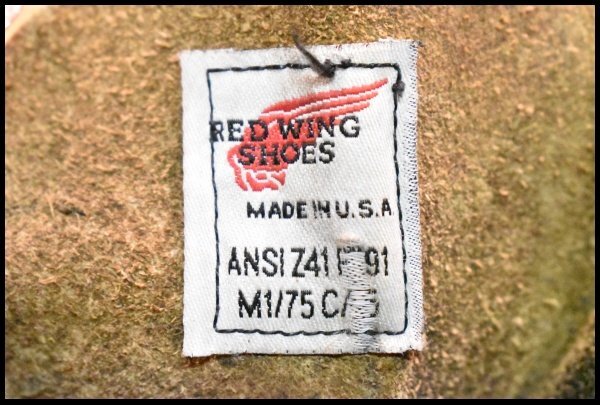 RED WING
SHOES
MADE IN U.S.A
ANSI Z41 91
M1/75